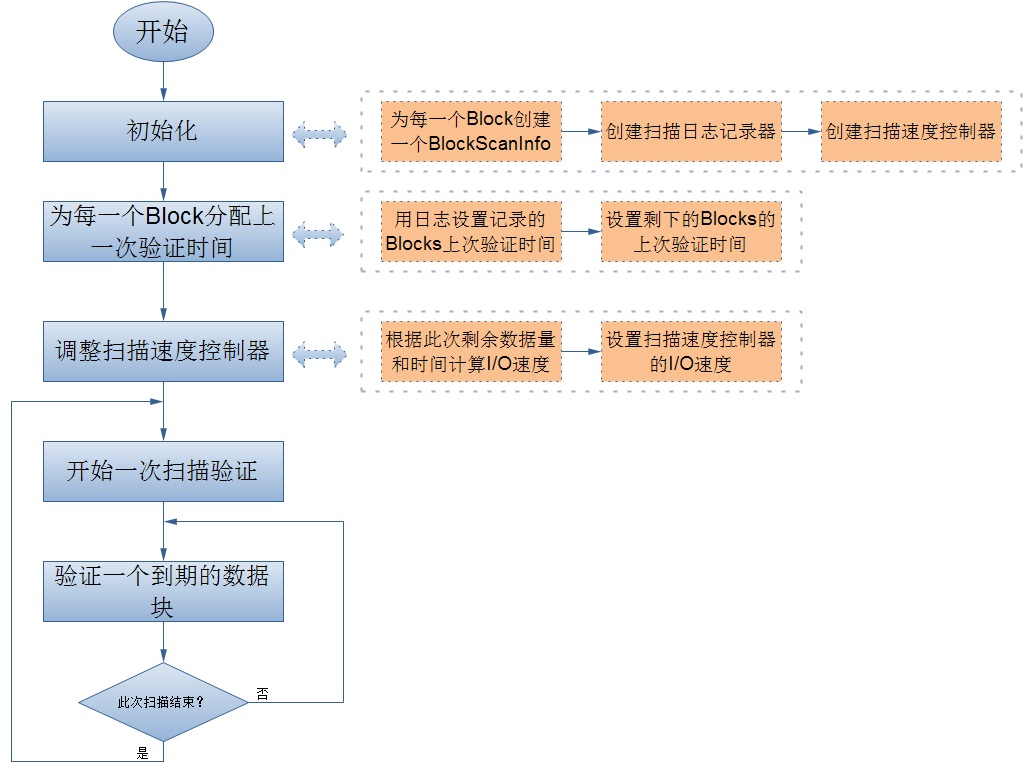 开始
初始化
为每一个Block创建
一个BlockScanInfo
创建扫描日志记录器
创建扫描速度控制器
为每一个Block分配上
一次验证时间
用日志设置记录的
Blocks上次验证时间
设置剩下的Blocks的
上次验证时间
调整扫描速度控制器
根据此次剩余数据量
和时间计算I/O速度
设置扫描速度控制器
的I/O速度
开始一次扫描验证
验证一个到期的数据
块
此次扫描结束?
否
是